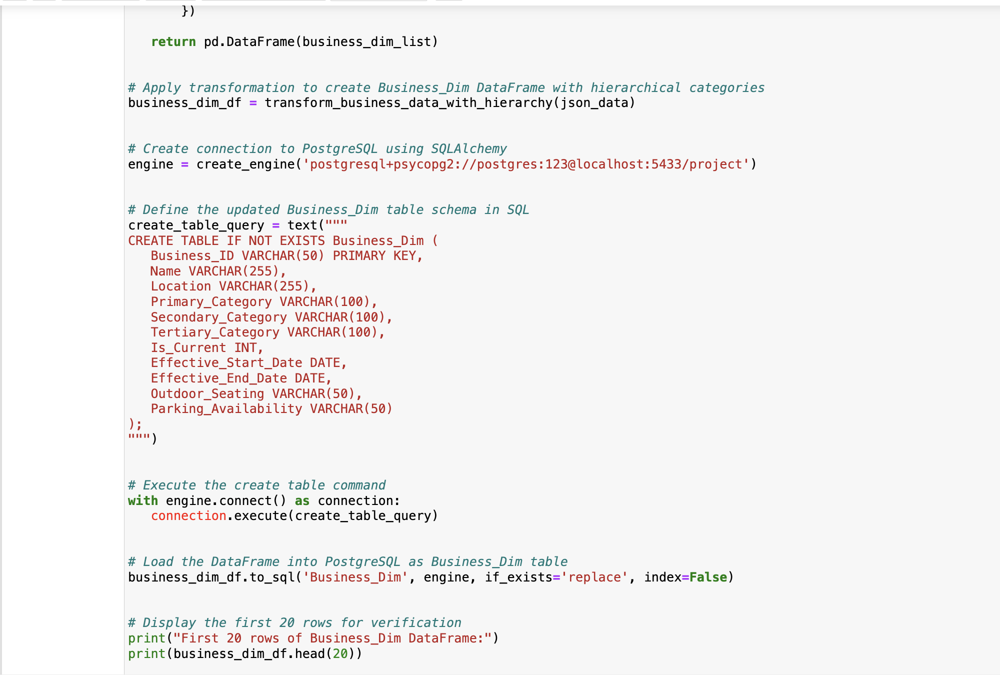 })
return pd.DataFrame(business_dim_list)
# Apply transformation to create Business_Dim DataFrame with hierarchical categories
business_dim_df = transform_business_data_with_hierarchy(json_data)
# Create connection to PostgreSQL using SQLAlchemy
engine = create_engine('postgresql+psycopg2://postgres:123@localhost:5433/project')
# Define the updated Business_Dim table schema in SQL
create_table_query = text("""
CREATE TABLE IF NOT EXISTS Business_Dim (
Business_ID VARCHAR(50) PRIMARY KEY,
Name VARCHAR(255),
Location VARCHAR(255),
Primary_Category VARCHAR(100),
Secondary_Category VARCHAR(100),
Tertiary_Category VARCHAR(100),
Is_Current INT,
Effective_Start_Date DATE,
Effective_End_Date DATE,
Outdoor_Seating VARCHAR(50),
Parking_Availability VARCHAR(50)
);
""")
# Execute the create table command
with engine.connect() as connection:
connection.execute(create_table_query)
# Load the DataFrame into PostgreSQL as Business_Dim table
business_dim_df.to_sql('Business_Dim', engine, if_exists='replace', index=False)
# Display the first 20 rows for verification
print("First 20 rows of Business_Dim DataFrame:")
print(business_dim_df.head(20))